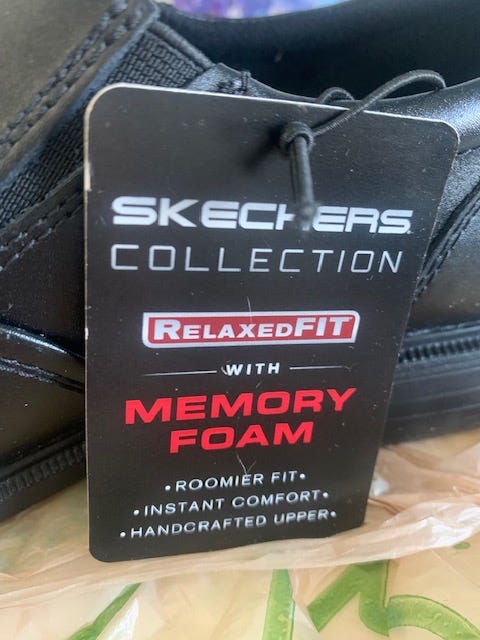 SKECHERS
COLLECTION
RELAXEDFIT
WITH
MEMORY
FOAM
•ROOMIER FIT•
•INSTANT COMFORT•
•HANDCRAFTED UPPER•